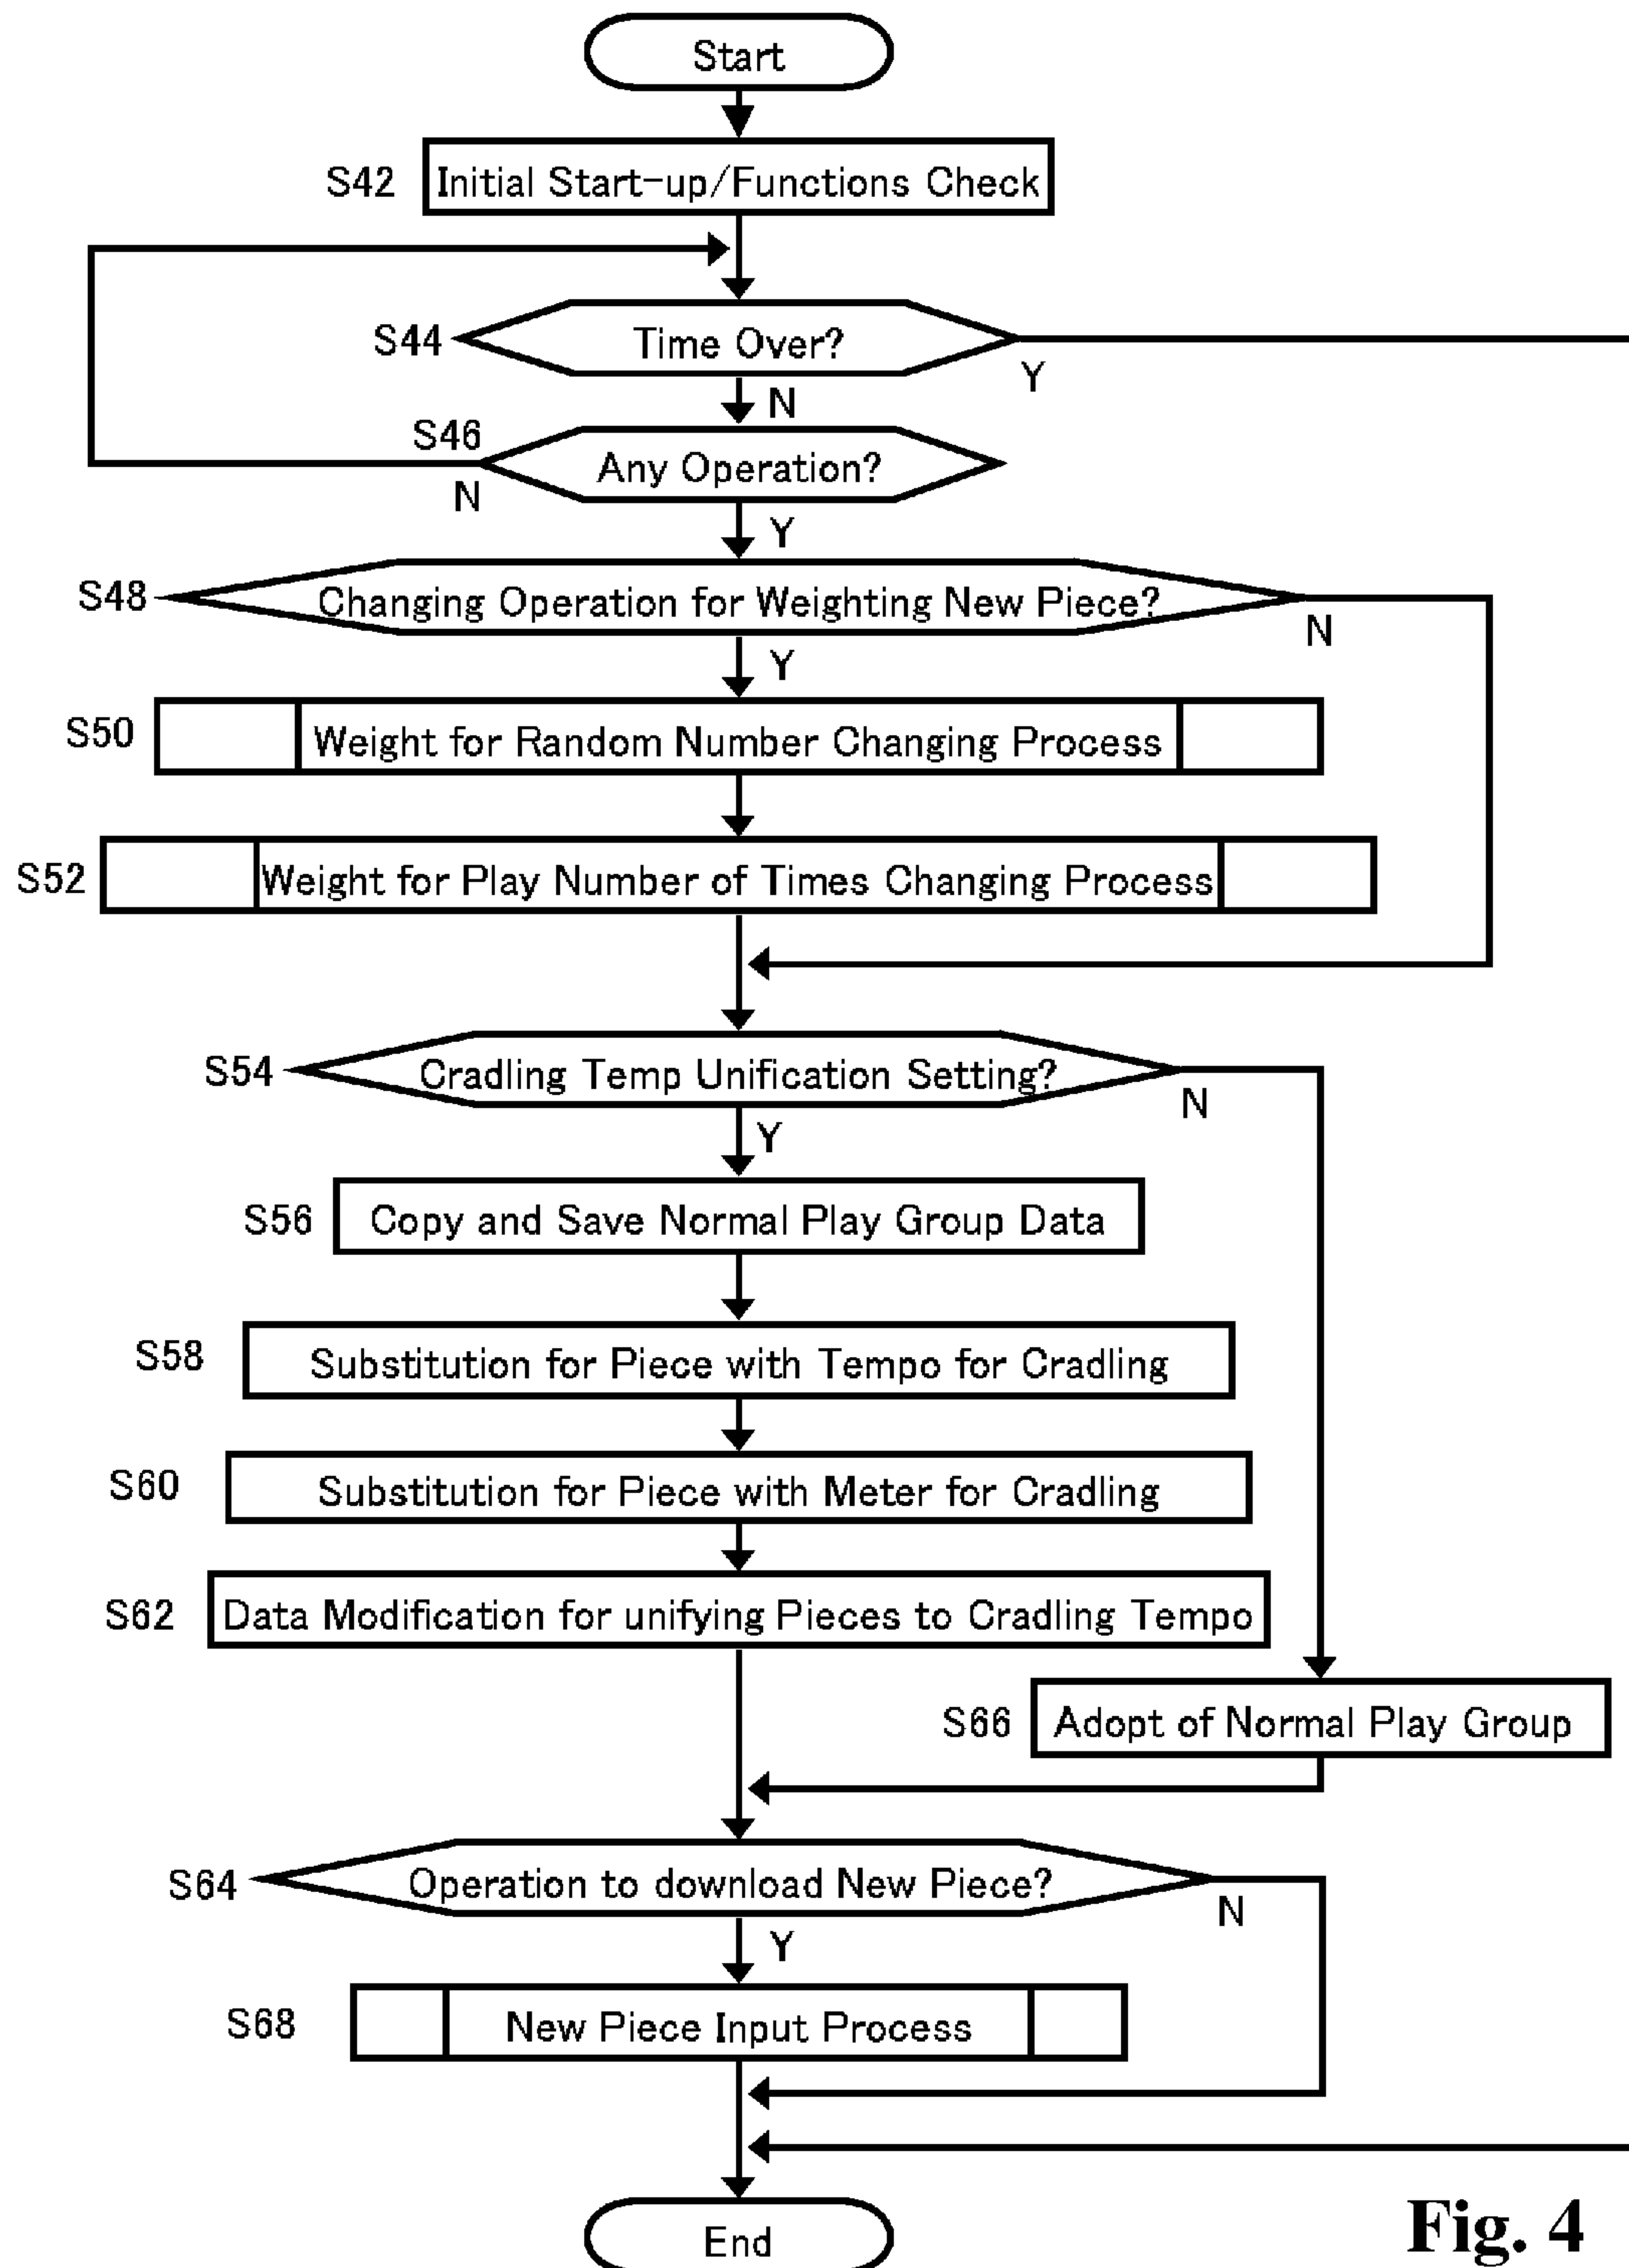 Start
S42 Initial Start-up/Functions Check
S44 Time Over?
Y
N
S46 Any Operation?
N
Y
S48 Changing Operation for Weighting New Piece?
N
Y
S50 Weight for Random Number Changing Process
S52 Weight for Play Number of Times Changing Process
S54 Cradling Temp Unification Setting?
N
Y
S56 Copy and Save Normal Play Group Data
S58 Substitution for Piece with Tempo for Cradling
S60 Substitution for Piece with Meter for Cradling
S62 Data Modification for unifying Pieces to Cradling Tempo
S66 Adopt of Normal Play Group
S64 Operation to download New Piece?
N
Y
S68 New Piece Input Process
End
Fig. 4